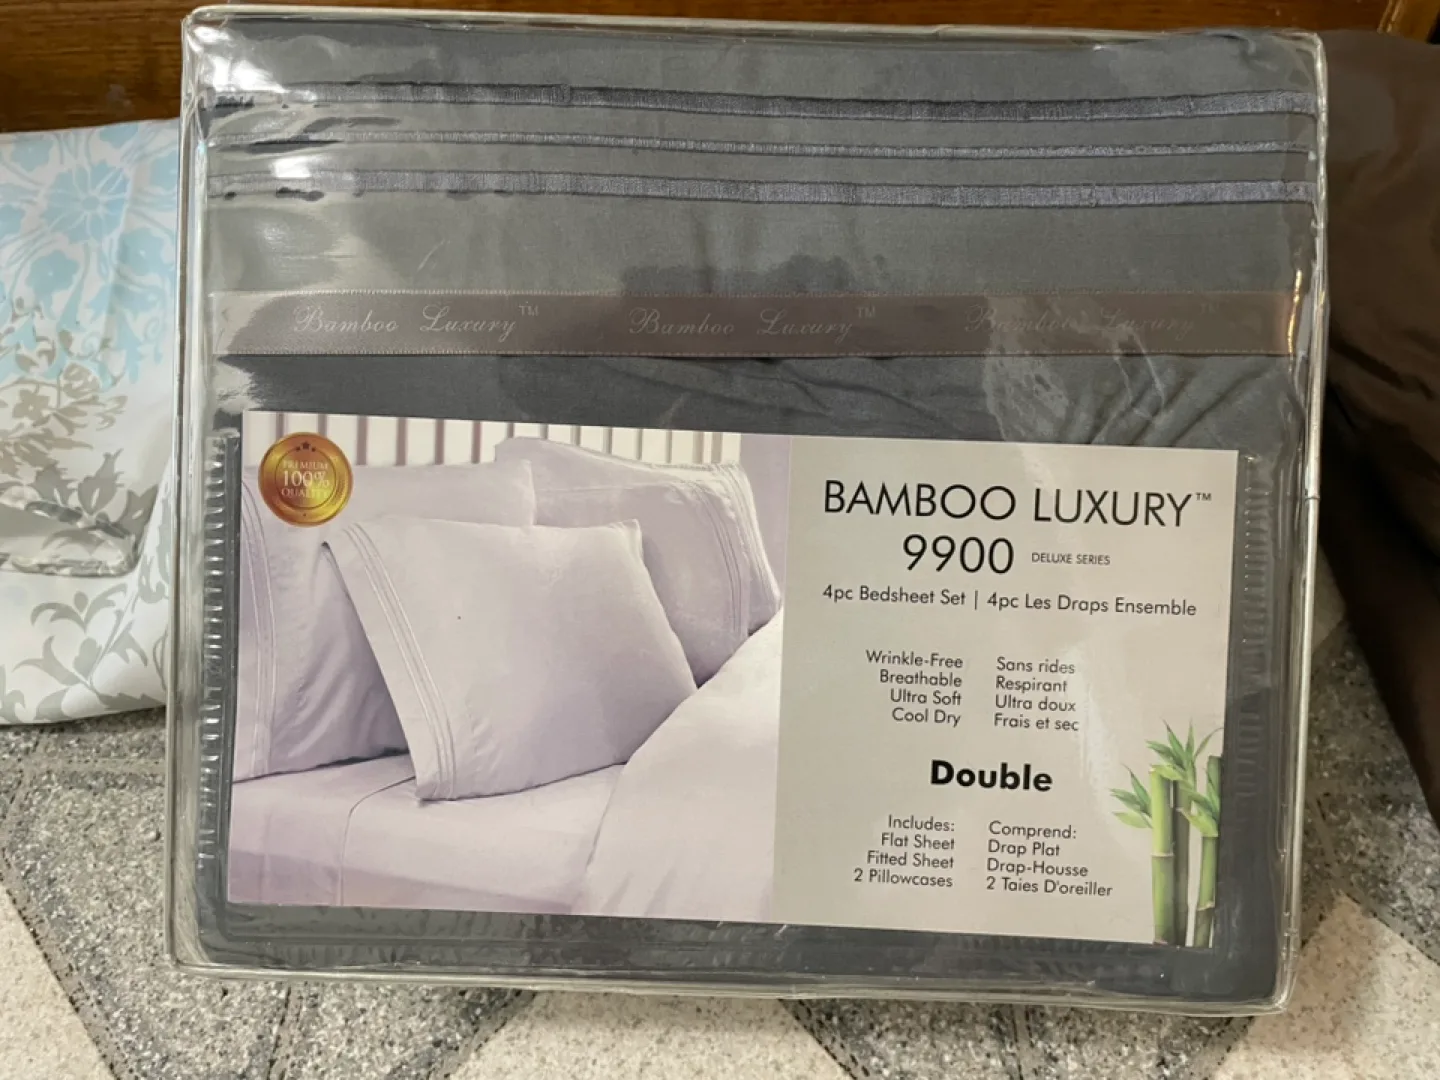 Bamboo Luxury™ Bamboo Luxury™ Bamboo Luxury™
PREMIUM
100%
QUALITY
BAMBOO LUXURY™
9900 DELUXE SERIES
4pc Bedsheet Set | 4pc Les Draps Ensemble
Wrinkle-Free Sans rides
Breathable Respirant
Ultra Soft Ultra doux
Cool Dry Frais et sec
Double
Includes: Comprend:
Flat Sheet Drap Plat
Fitted Sheet Drap-Housse
2 Pillowcases 2 Taies D'oreiller